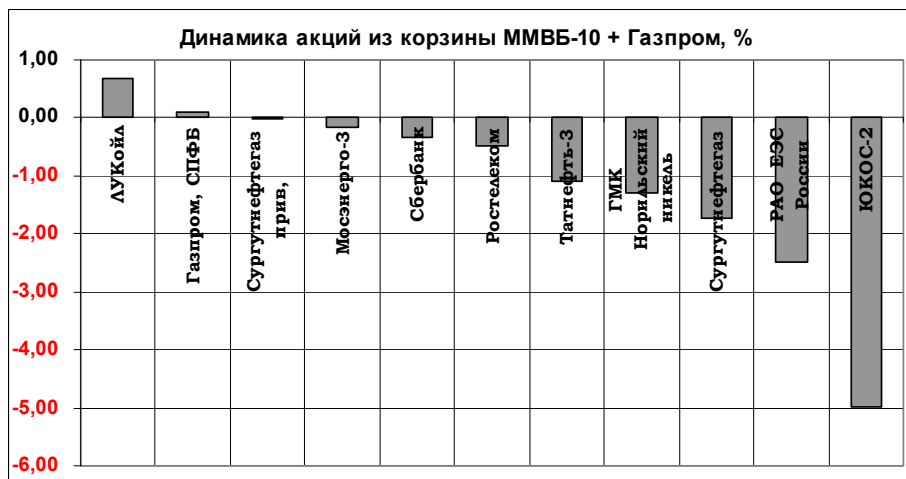 Динамика акций из корзины ММВБ-10 + Газпром, %
1,00
0,00
-1,00
-2,00
-3,00
-4,00
-5,00
-6,00
ЛУКойл
Газпром, СПФБ
Сургутнефтегаз
прив,
Мосэнерго-3
Сбербанк
Ростелеком
Татнефть-3
ГМК
Норильский
никель
Сургутнефтегаз
РАО ЕЭС
России
ЮКОС-2